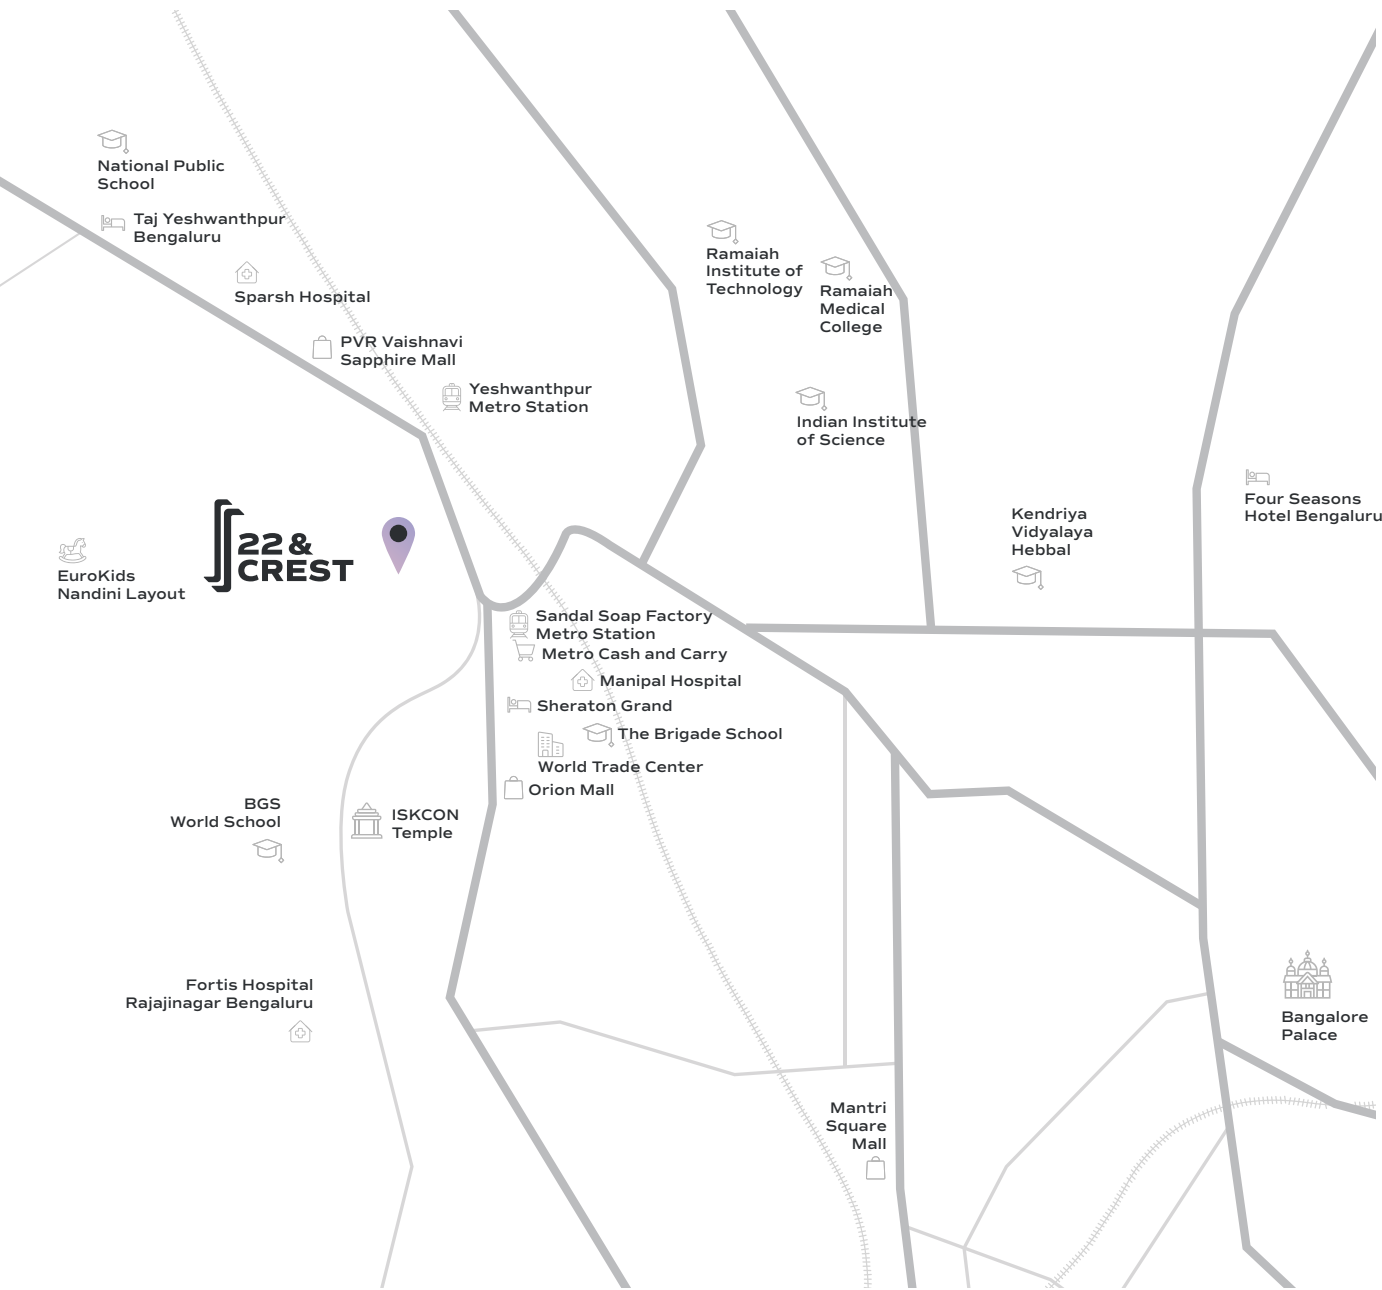 National Public
School
Taj Yeshwanthpur
Bengaluru
Sparsh Hospital
PVR Vaishnavi
Sapphire Mall
Yeshwanthpur
Metro Station
Ramaiah
Institute of
Technology
Ramaiah
Medical
College
Indian Institute
of Science
Four Seasons
Hotel Bengaluru
Kendriya
Vidyalaya
Hebbal
22 &
CREST
EuroKids
Nandini Layout
Sandal Soap Factory
Metro Station
Metro Cash and Carry
Manipal Hospital
Sheraton Grand
The Brigade School
World Trade Center
Orion Mall
BGS
World School
ISKCON
Temple
Fortis Hospital
Rajajinagar Bengaluru
Bangalore
Palace
Mantri
Square
Mall